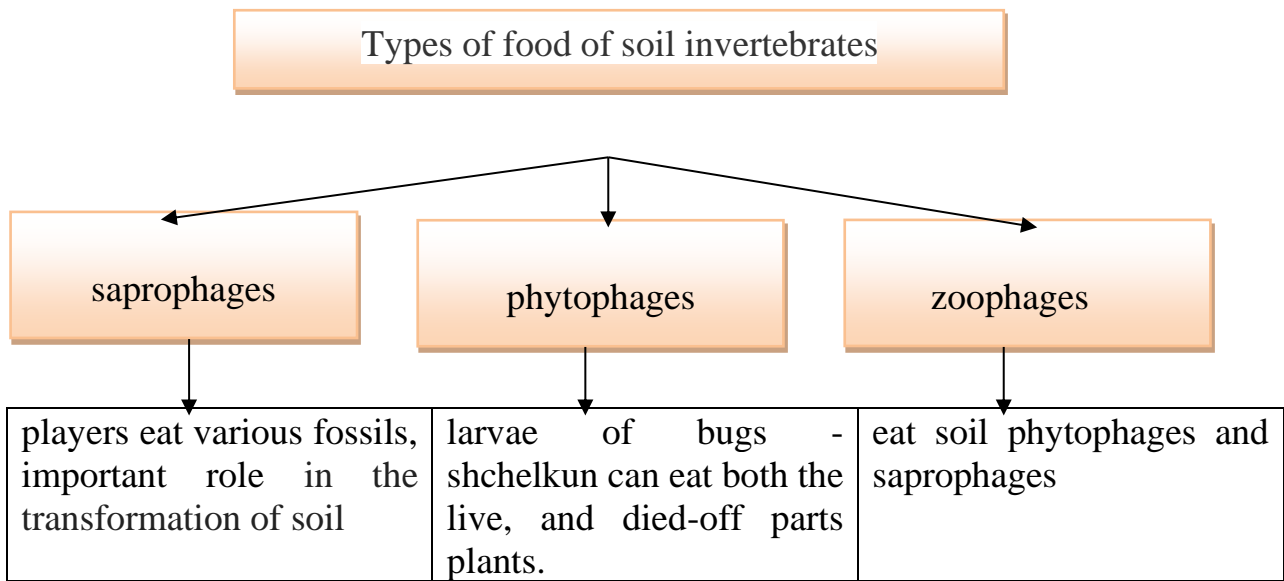 Types of food of soil invertebrates
saprophages
phytophages
zoophages
players eat various fossils,
important role in the
transformation of soil
larvae of bugs -
shchelkun can eat both the
live, and died-off parts
plants.
eat soil phytophages and
saprophages